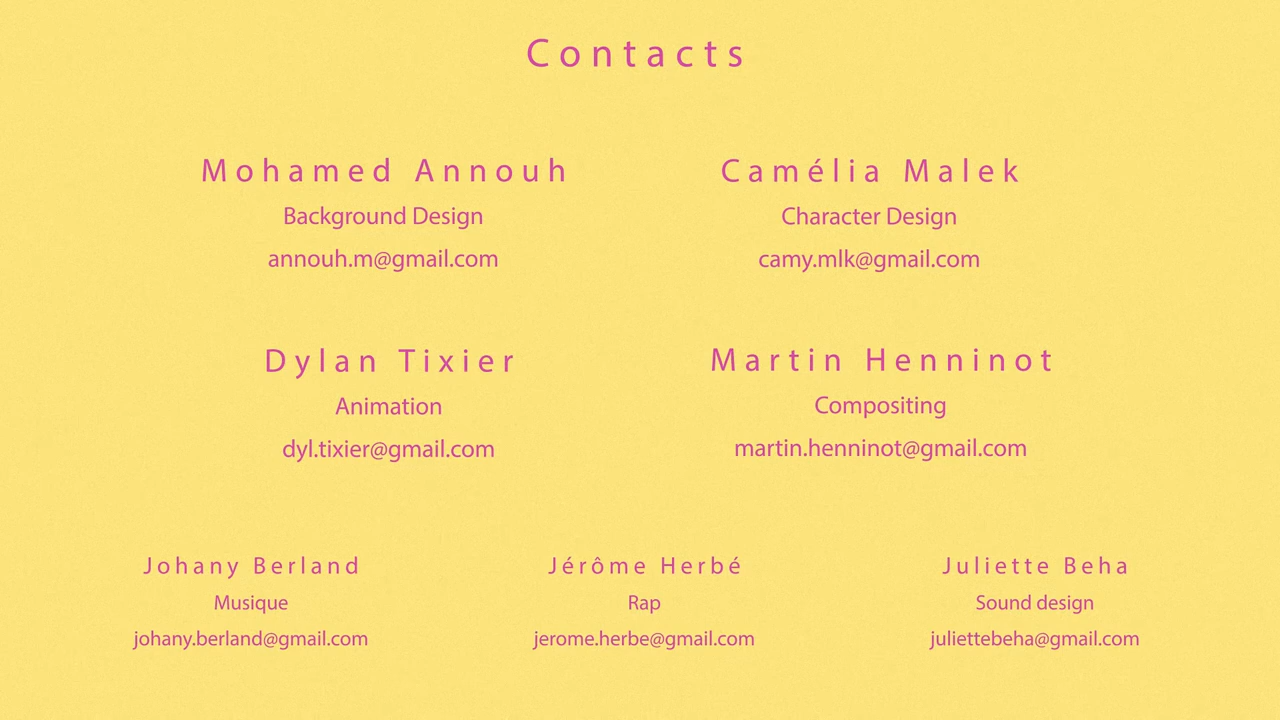 Contacts
Mohamed Annouh
Background Design
annouh.m@gmail.com
Camélia Malek
Character Design
camy.mlk@gmail.com
Dylan Tixier
Animation
dyl.tixier@gmail.com
Martin Henninot
Compositing
martin.henninot@gmail.com
Johany Berland
Musique
johany.berland@gmail.com
Jérôme Herbé
Rap
jerome.herbe@gmail.com
Juliette Beha
Sound design
juliettebeha@gmail.com